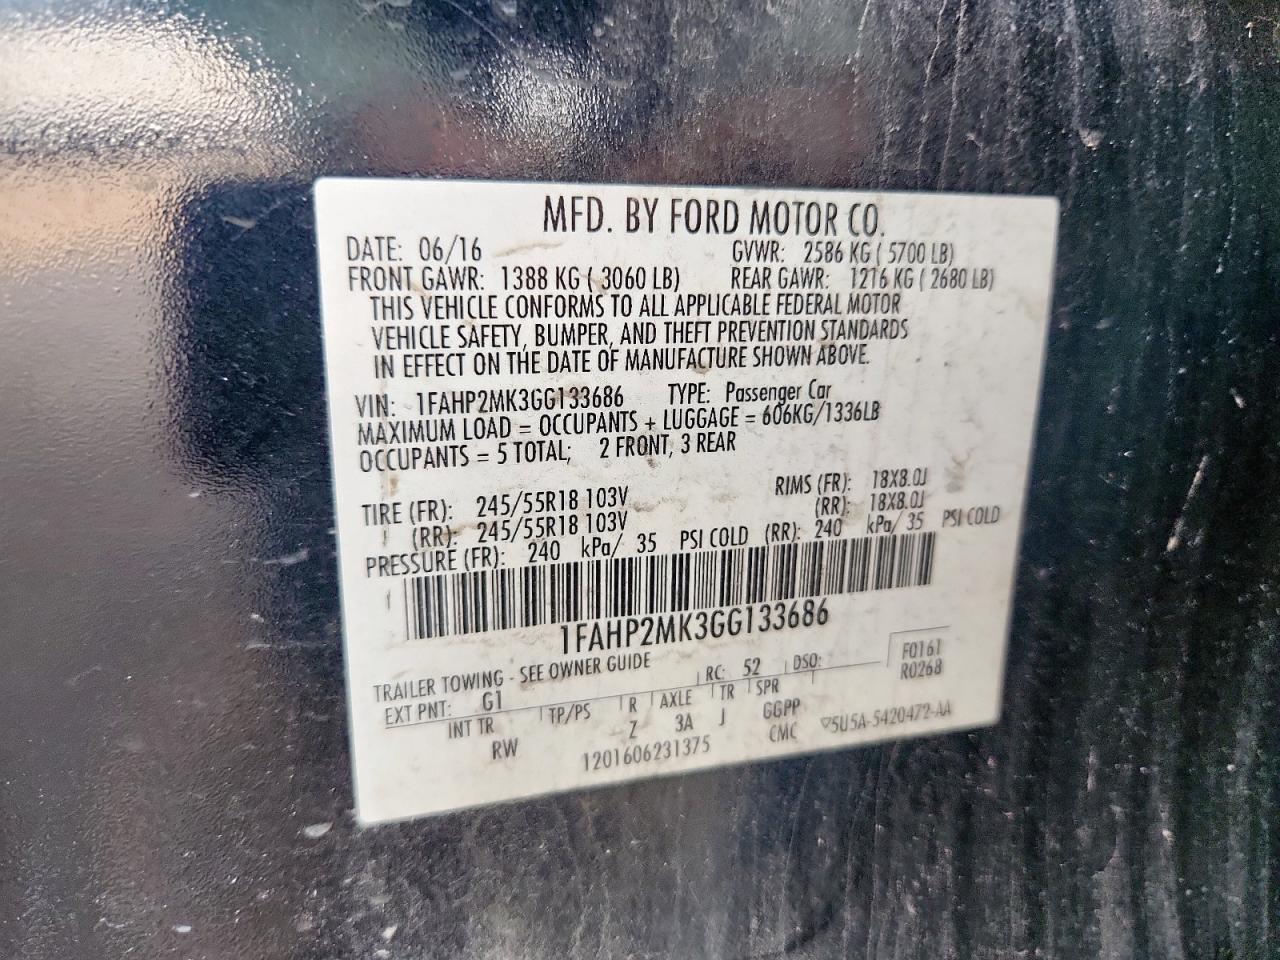 MFD. BY FORD MOTOR CO.
DATE: 06/16 GVWR: 2586 KG ( 5700 LB)
FRONT GAWR: 1388 KG ( 3060 LB) REAR GAWR: 1216 KG ( 2680 LB)
THIS VEHICLE CONFORMS TO ALL APPLICABLE FEDERAL MOTOR
VEHICLE SAFETY, BUMPER, AND THEFT PREVENTION STANDARDS
IN EFFECT ON THE DATE OF MANUFACTURE SHOWN ABOVE.
VIN: 1FAHP2MK3GG133686 TYPE: Passenger Car
MAXIMUM LOAD = OCCUPANTS + LUGGAGE = 606KG/1336LB
OCCUPANTS = 5 TOTAL; 2 FRONT, 3 REAR
TIRE (FR): 245/55R18 103V RIMS (FR): 18X8.0J
(RR): 245/55R18 103V (RR): 18X8.0J
PRESSURE (FR): 240 kPa/ 35 PSI COLD (RR): 240 kPa/ 35 PSI COLD
1FAHP2MK3GG133686
TRAILER TOWING - SEE OWNER GUIDE
EXT PNT: G1 RC: 52 DSO: F0161
R0268
INT TR TP/PS R AXLE TR SPR
RW Z 3A J GGPP
1201606231375 CMC ▽5U5A-5420472-AA